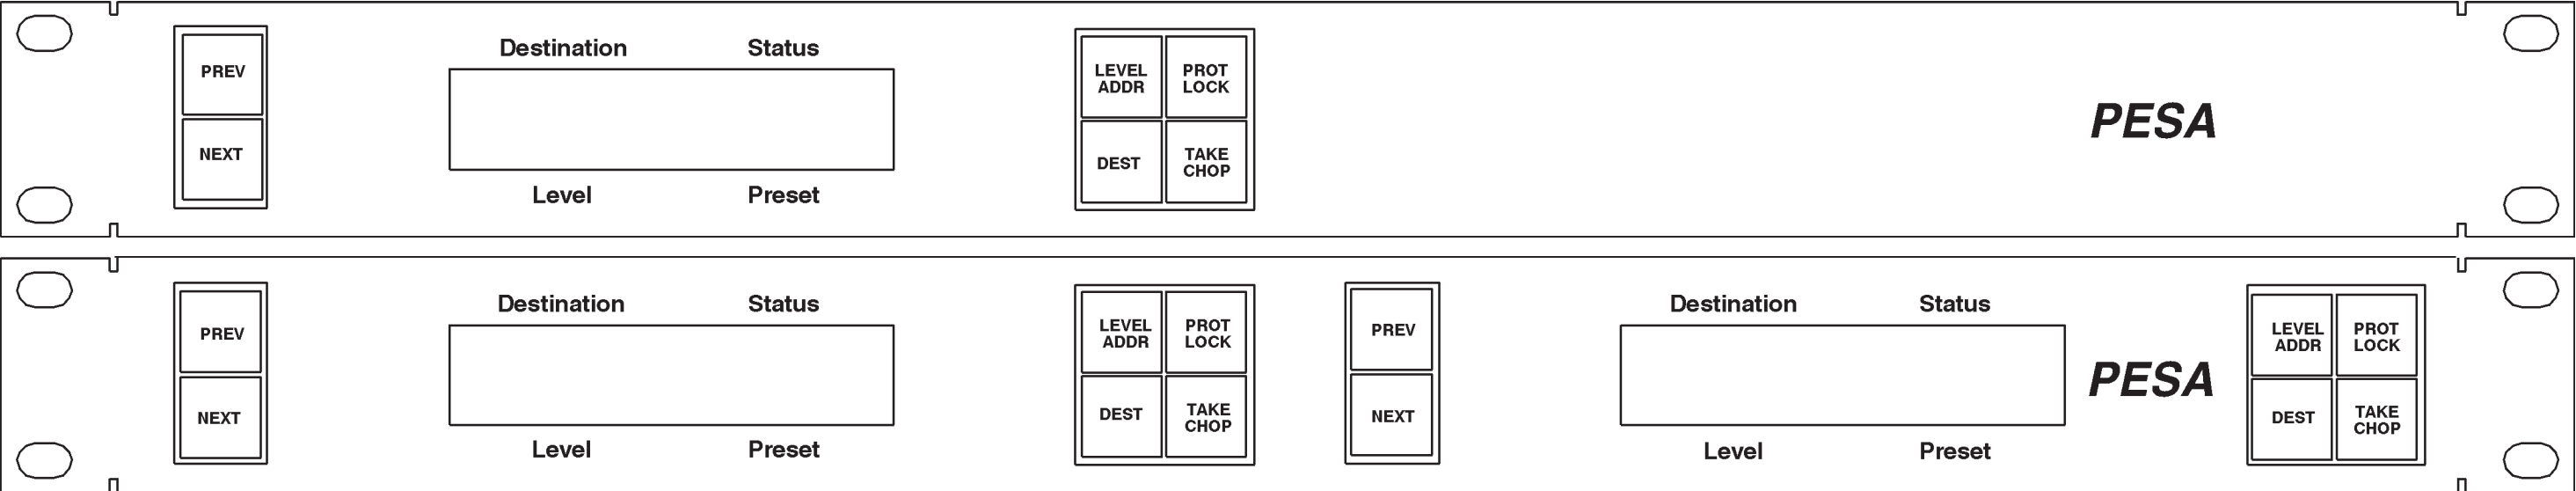 PREV
NEXT
Destination Status
Level Preset
LEVEL
ADDR
PROT
LOCK
DEST
TAKE
CHOP
PESA
PREV
NEXT
Destination Status
Level Preset
LEVEL
ADDR
PROT
LOCK
DEST
TAKE
CHOP
PREV
NEXT
Destination Status
Level Preset
PESA
LEVEL
ADDR
PROT
LOCK
DEST
TAKE
CHOP